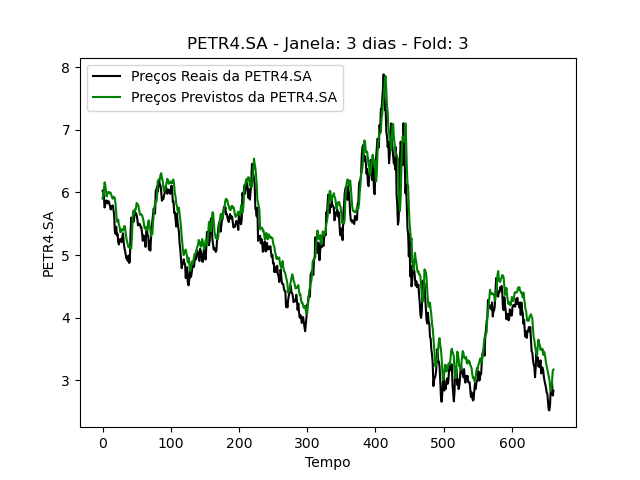 PETR4.SA - Janela: 3 dias - Fold: 3
Preços Reais da PETR4.SA
Preços Previstos da PETR4.SA
PETR4.SA
8
7
6
5
4
3
0 100 200 300 400 500 600
Tempo